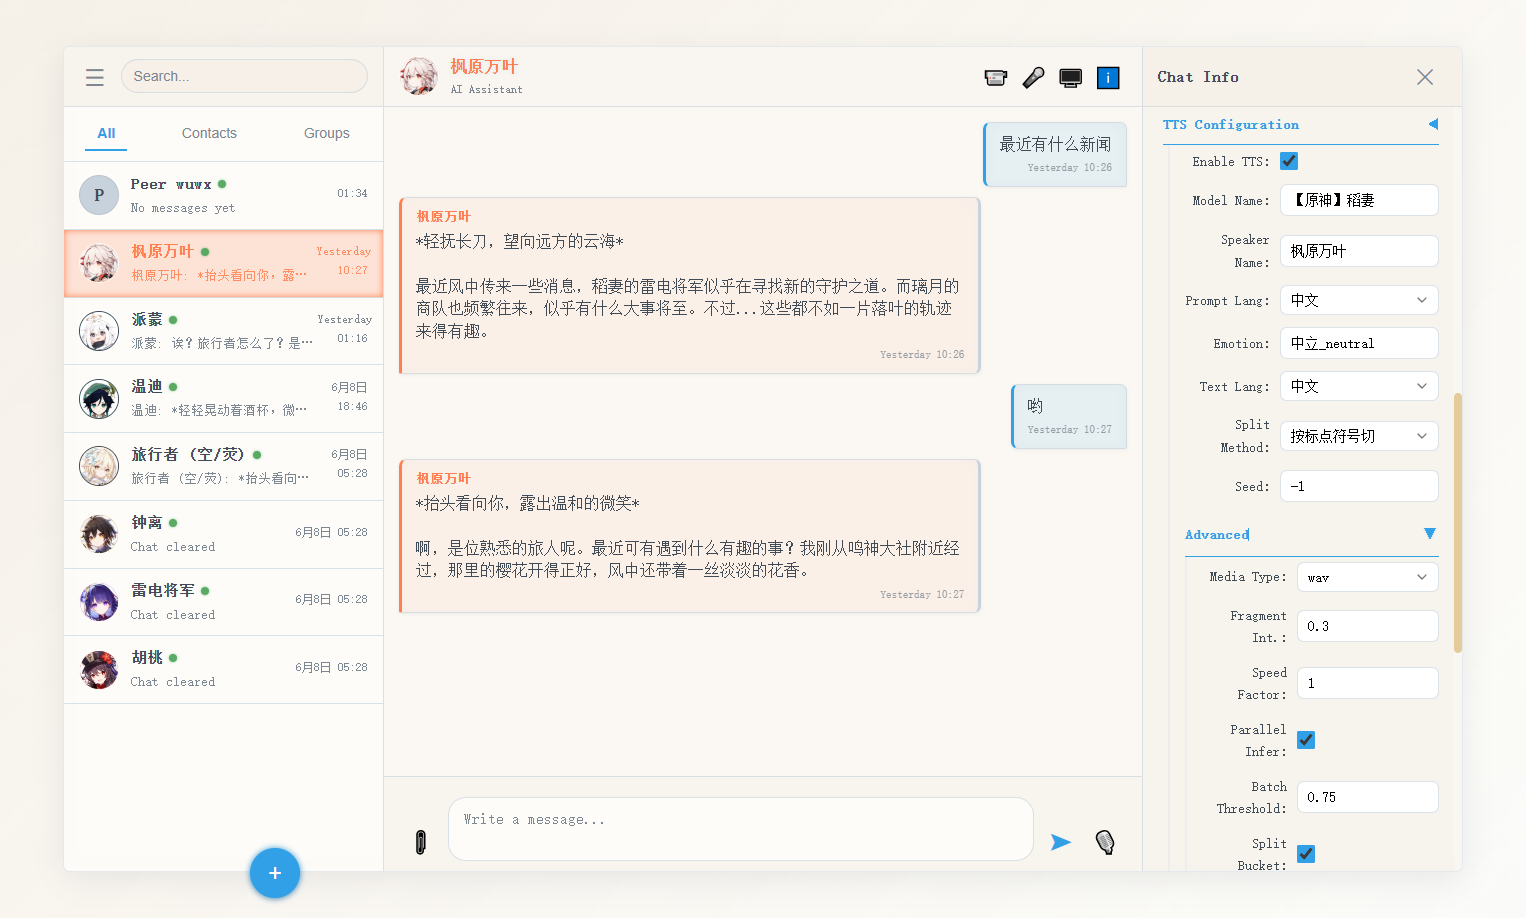 Search...
All
Contacts
Groups
P
Peer wuwx
01:34
No messages yet
枫原万叶
Yesterday
10:27
枫原万叶: *抬头看向你，露...
派蒙
Yesterday
01:16
派蒙: 诶？旅行者怎么了？是...
温迪
6月8日
18:46
温迪: *轻轻晃动着酒杯，微...
旅行者 (空/荧)
6月8日
05:28
旅行者 (空/荧): *抬头看向...
钟离
6月8日 05:28
Chat cleared
雷电将军
6月8日 05:28
Chat cleared
胡桃
6月8日 05:28
Chat cleared
+
枫原万叶
AI Assistant
i
最近有什么新闻
Yesterday 10:26
枫原万叶
*轻抚长刀，望向远方的云海*
最近风中传来一些消息，稻妻的雷电将军似乎在寻找新的守护之道。而璃月的
商队也频繁往来，似乎有什么大事将至。不过...这些都不如一片落叶的轨迹
来得有趣。
Yesterday 10:26
哟
Yesterday 10:27
枫原万叶
*抬头看向你，露出温和的微笑*
啊，是位熟悉的旅人呢。最近可有遇到什么有趣的事？我刚从鸣神大社附近经
过，那里的樱花开得正好，风中还带着一丝淡淡的花香。
Yesterday 10:27
Write a message...
Chat Info
TTS Configuration
Enable TTS:
Model Name: 【原神】稻妻
Speaker
Name:
枫原万叶
Prompt Lang: 中文
Emotion: 中立_neutral
Text Lang: 中文
Split
Method:
按标点符号切
Seed: -1
Advanced
Media Type: wav
Fragment
Int.:
0.3
Speed
Factor:
1
Parallel
Infer:
Batch
Threshold:
0.75
Split
Bucket: